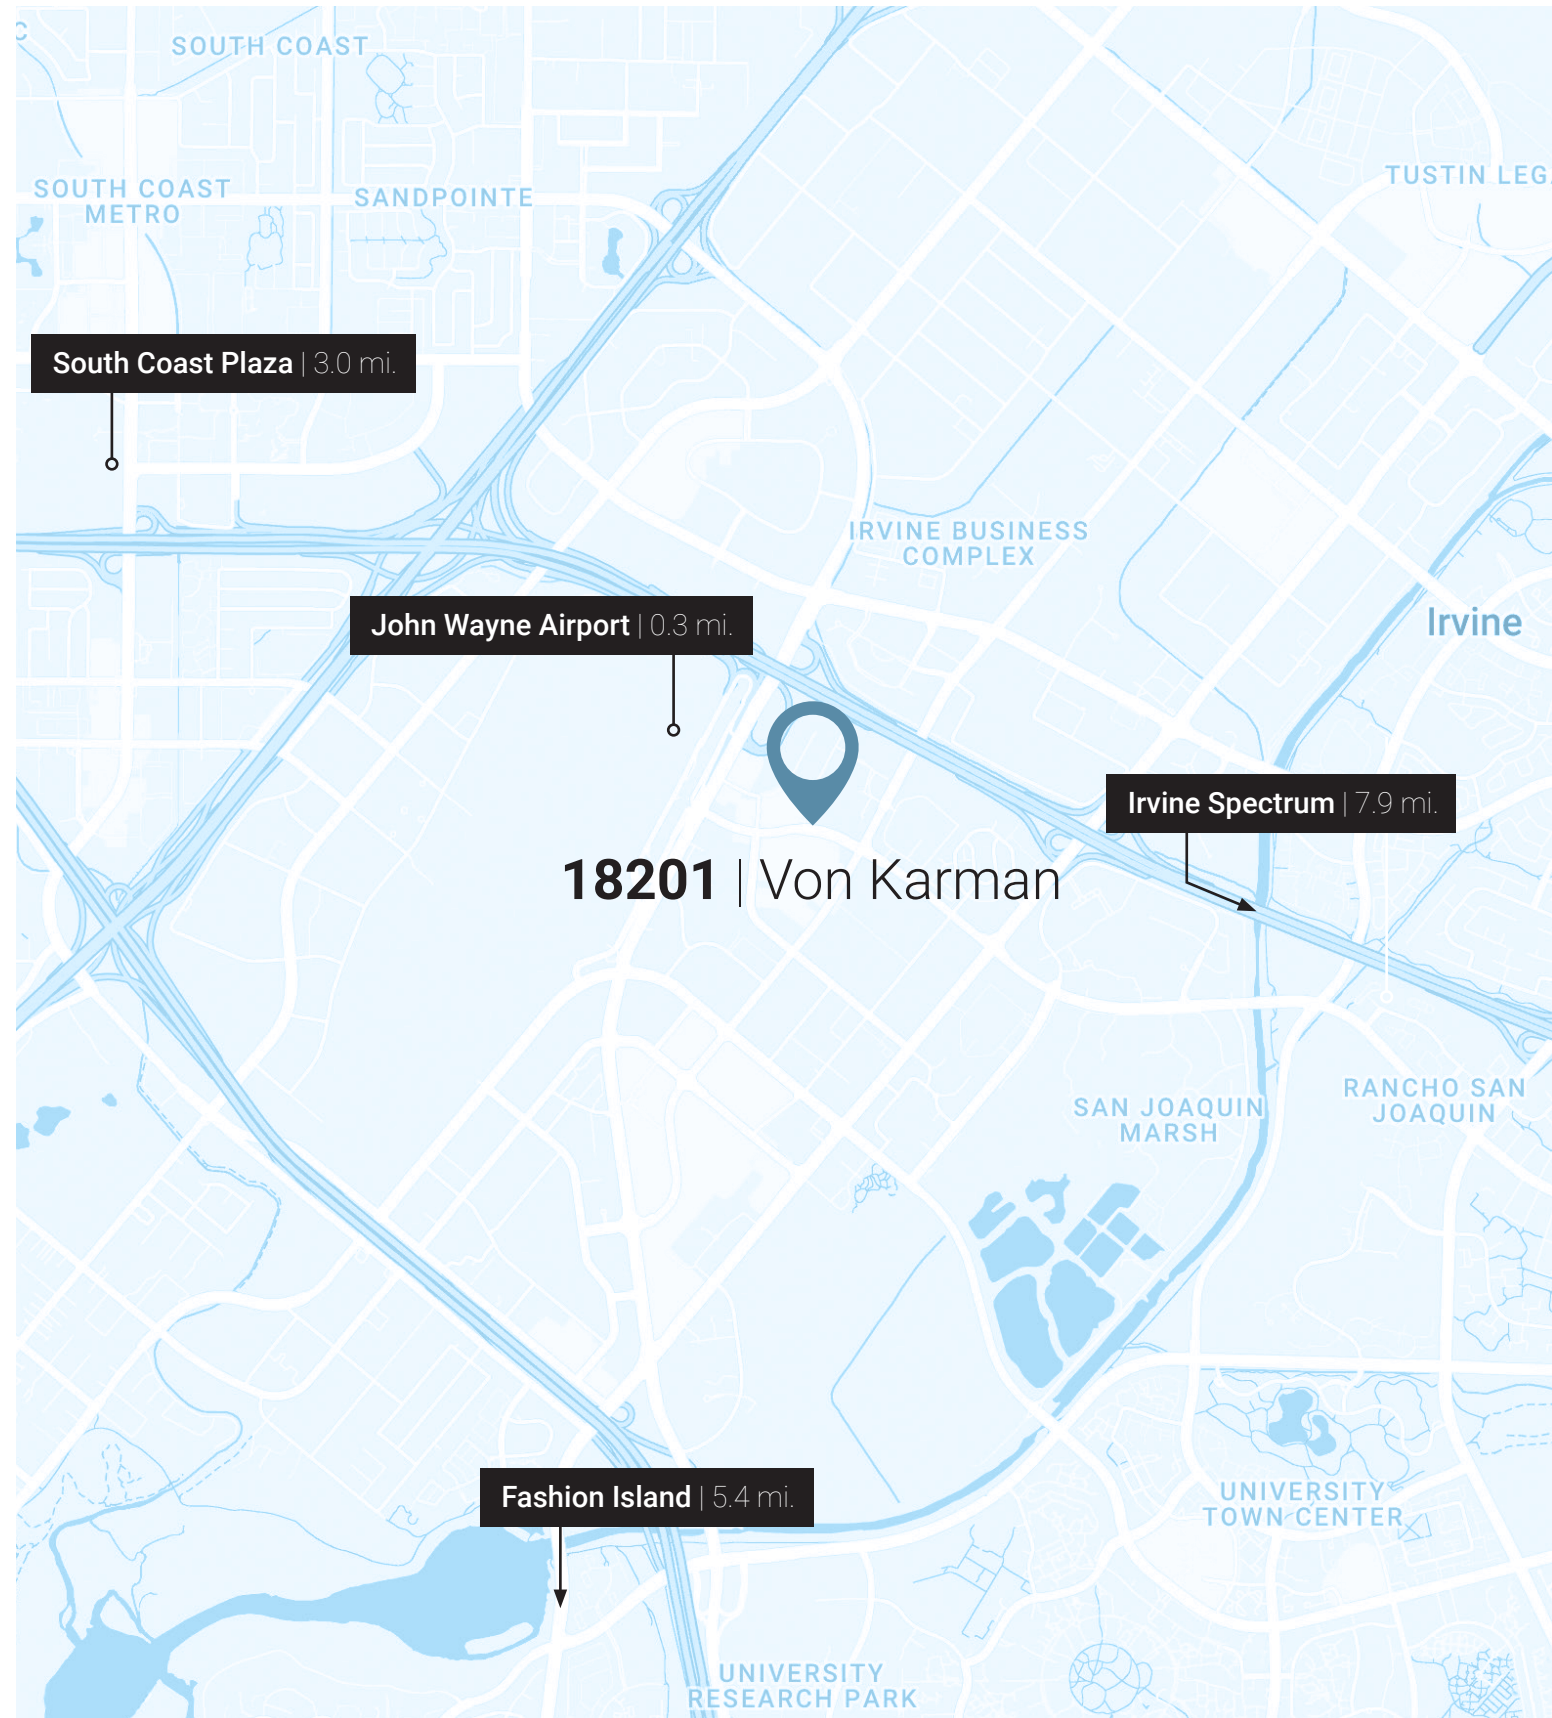 C
SOUTH COAST
SOUTH COAST
METRO
SANDPOINTE
TUSTIN LEG
South Coast Plaza | 3.0 mi.
IRVINE BUSINESS
COMPLEX
John Wayne Airport | 0.3 mi.
Irvine
Irvine Spectrum | 7.9 mi.
18201 | Von Karman
SAN JOAQUIN
MARSH
RANCHO SAN
JOAQUIN
Fashion Island | 5.4 mi.
UNIVERSITY
TOWN CENTER
UNIVERSITY
RESEARCH PARK